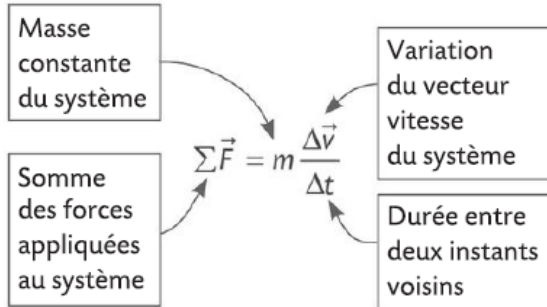 Masse
constante
du système
Variation
du vecteur
vitesse
du système
∑F⃗ = m Δv⃗/Δt
Somme
des forces
appliquées
au système
Durée entre
deux instants
voisins